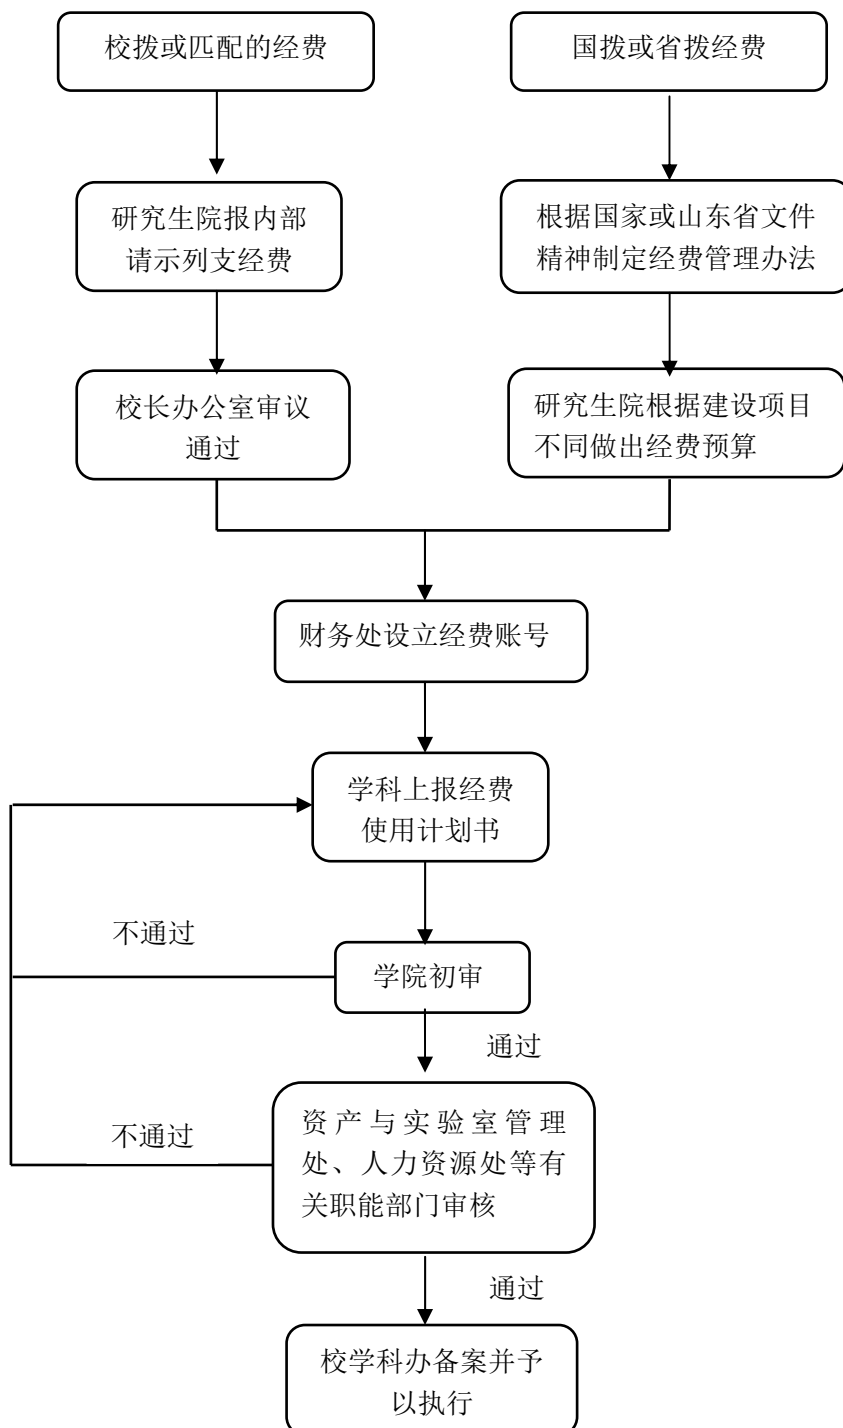 校拨或匹配的经费
国拨或省拨经费
研究生院报内部
请示列支经费
根据国家或山东省文件
精神制定经费管理办法
校长办公室审议
通过
研究生院根据建设项目
不同做出经费预算
财务处设立经费账号
学科上报经费
使用计划书
不通过
学院初审
通过
不通过
资产与实验室管理
处、人力资源处等有
关职能部门审核
通过
校学科办备案并予
以执行